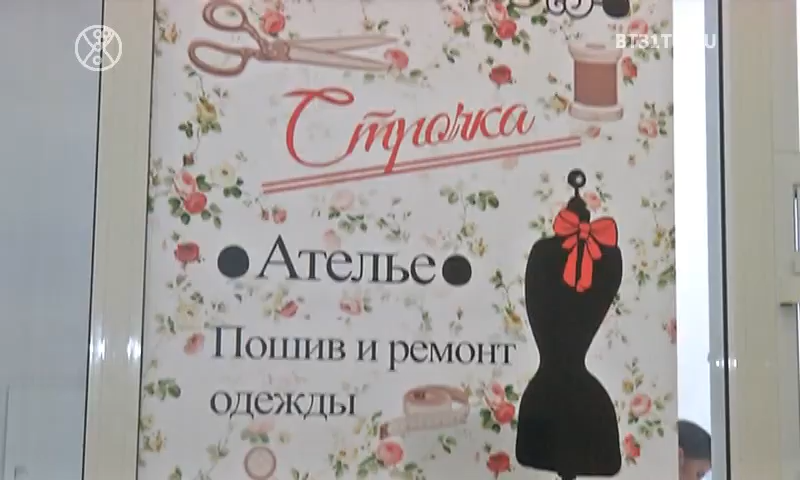 Строчка
Ателье
Пошив и ремонт
одежды